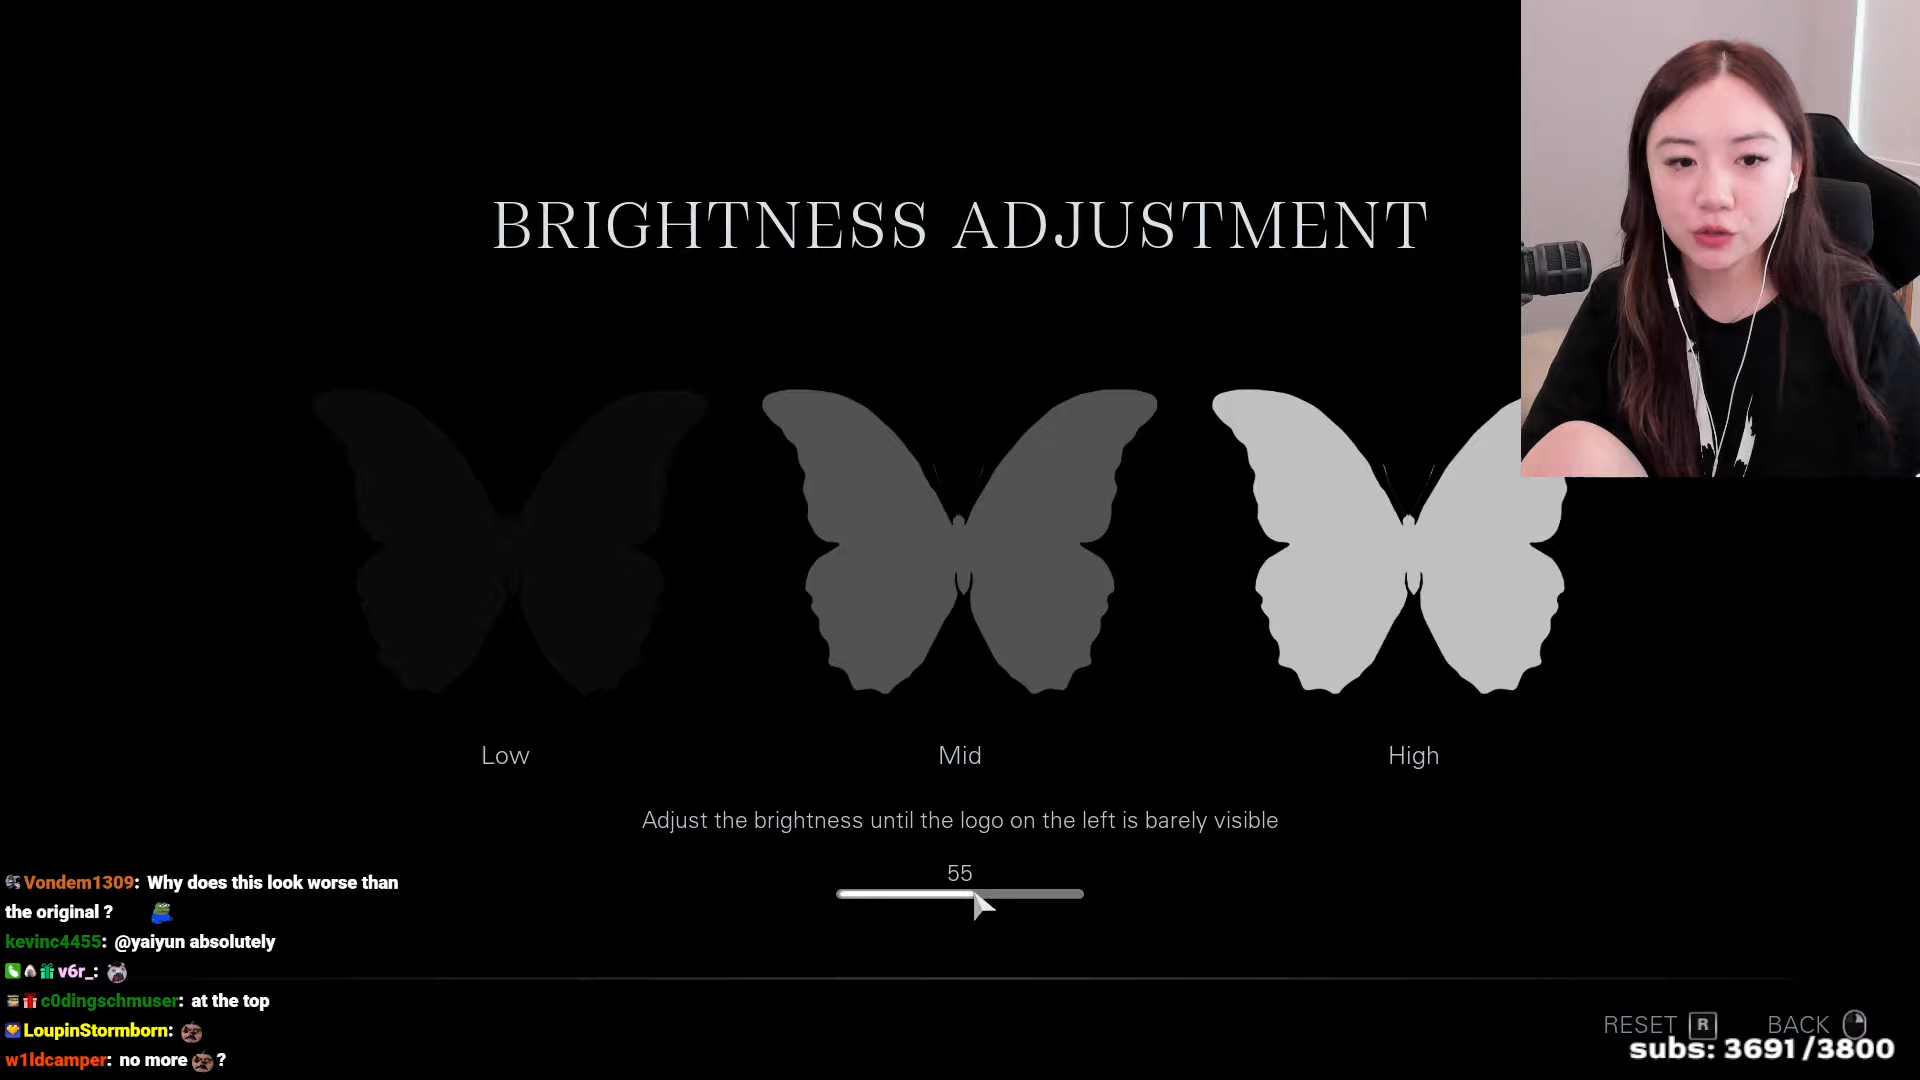 BRIGHTNESS ADJUSTMENT
Low
Mid
High
Adjust the brightness until the logo on the left is barely visible
55
Vondem1309: Why does this look worse than
the original ?
kevinc4455: @yaiyun absolutely
v6r_:
c0dingschmuser: at the top
LoupinStormborn:
w1ldcamper: no more ?
RESET R BACK
subs: 3691/3800